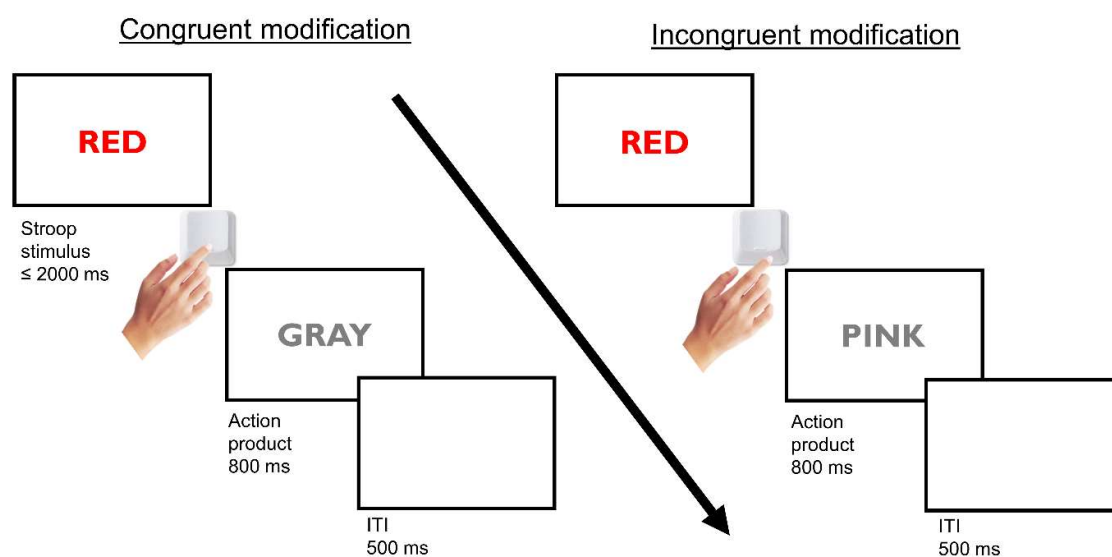 Congruent modification
RED
Stroop
stimulus
≤ 2000 ms
GRAY
Action
product
800 ms
ITI
500 ms
Incongruent modification
RED
PINK
Action
product
800 ms
ITI
500 ms